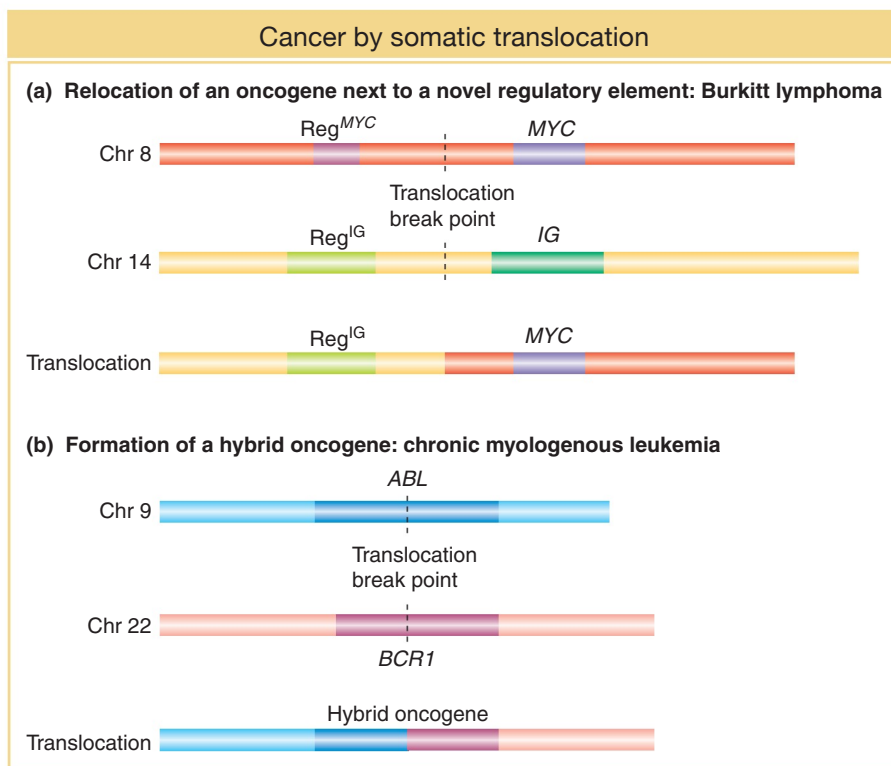 Cancer by somatic translocation
(a) Relocation of an oncogene next to a novel regulatory element: Burkitt lymphoma
Reg^MYC MYC
Chr 8
Translocation
break point
Reg^IG IG
Chr 14
Reg^IG MYC
Translocation
(b) Formation of a hybrid oncogene: chronic myologenous leukemia
ABL
Chr 9
Translocation
break point
Chr 22
BCR1
Hybrid oncogene
Translocation